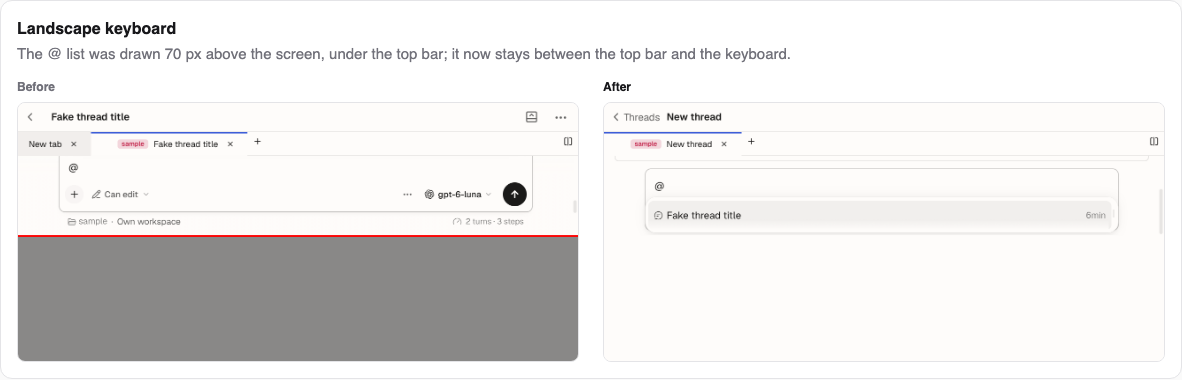 Landscape keyboard
The @ list was drawn 70 px above the screen, under the top bar; it now stays between the top bar and the keyboard.
Before
Fake thread title
New tab
sample Fake thread title
@
Can edit
gpt-6-luna
sample · Own workspace
2 turns · 3 steps
After
Threads New thread
sample New thread
@
Fake thread title
6min